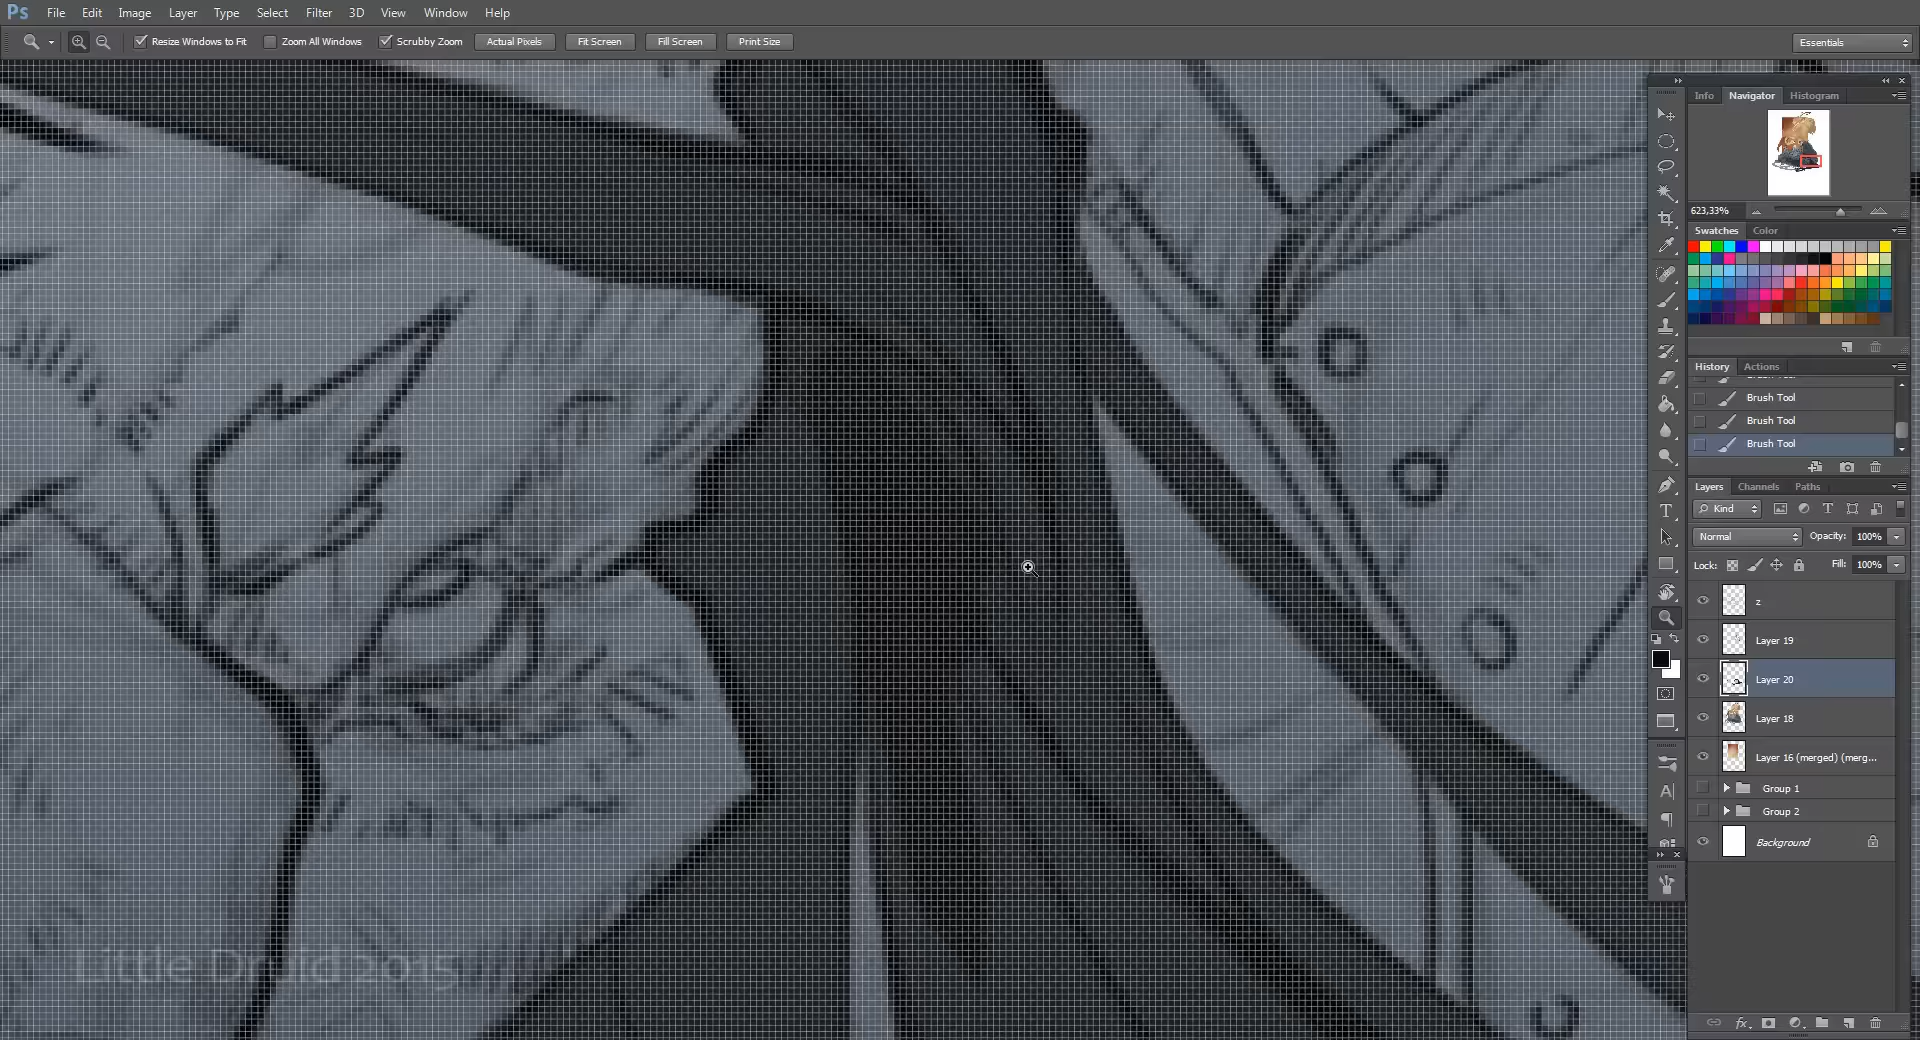 Ps File Edit Image Layer Type Select Filter 3D View Window Help
Resize Windows to Fit Zoom All Windows Scrubby Zoom Actual Pixels Fit Screen Fill Screen Print Size Essentials
Info Navigator Histogram
623,33%
Swatches Color
History Actions
Brush Tool
Brush Tool
Brush Tool
Layers Channels Paths
Kind
Normal Opacity: 100%
Lock: Fill: 100%
z
Layer 19
Layer 20
Layer 18
Layer 16 (merged) (merg...
Group 1
Group 2
Background
fx
Little Druid 2015